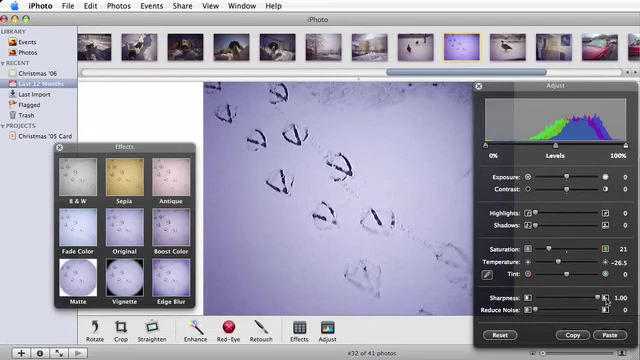 iPhoto File Edit Photos Events Share View Window Help
iPhoto
LIBRARY
Events
Photos
RECENT
Christmas '06
Last 12 Months
Last Import
Flagged
Trash
PROJECTS
Christmas '05 Card
Effects
B & W Sepia Antique
Fade Color Original Boost Color
Matte Vignette Edge Blur
Adjust
0% Levels 100%
Exposure: 0
Contrast: 0
Highlights: 0
Shadows: 0
Saturation: 21
Temperature: -26.5
Tint: 0
Sharpness: 1.00
Reduce Noise: 0
Reset Copy Paste
Rotate Crop Straighten Enhance Red-Eye Retouch Effects Adjust
#32 of 41 photos